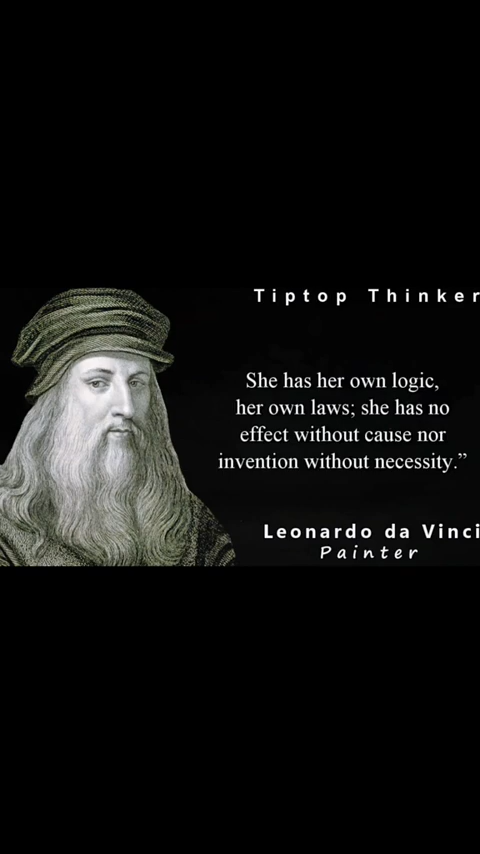 Tiptop Thinker
She has her own logic,
her own laws; she has no
effect without cause nor
invention without necessity.”
Leonardo da Vinci
Painter